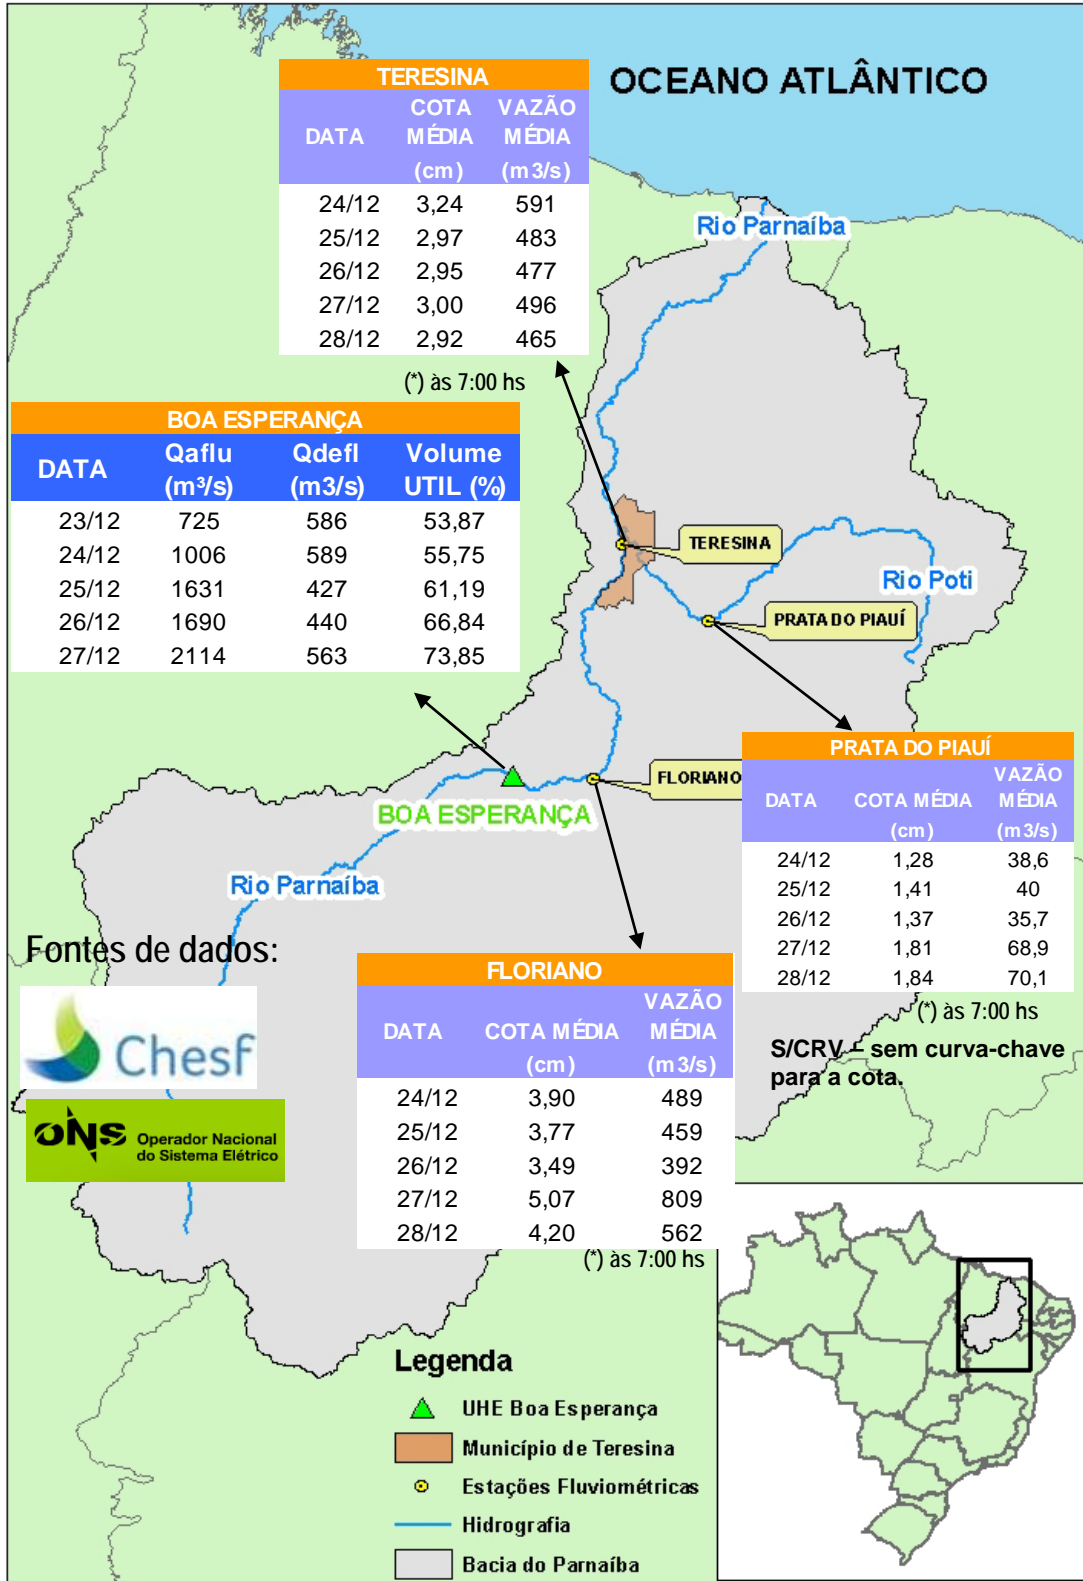 OCEANO ATLÂNTICO
TERESINA
DATA COTA MÉDIA (cm) VAZÃO MÉDIA (m3/s)
24/12 3,24 591
25/12 2,97 483
26/12 2,95 477
27/12 3,00 496
28/12 2,92 465
(*) às 7:00 hs
Rio Parnaíba
BOA ESPERANÇA
DATA Qaflu (m³/s) Qdefl (m3/s) Volume UTIL (%)
23/12 725 586 53,87
24/12 1006 589 55,75
25/12 1631 427 61,19
26/12 1690 440 66,84
27/12 2114 563 73,85
TERESINA
Rio Poti
PRATA DO PIAUÍ
FLORIANO
BOA ESPERANÇA
Rio Parnaíba
PRATA DO PIAUÍ
DATA COTA MÉDIA (cm) VAZÃO MÉDIA (m3/s)
24/12 1,28 38,6
25/12 1,41 40
26/12 1,37 35,7
27/12 1,81 68,9
28/12 1,84 70,1
(*) às 7:00 hs
S/CRV – sem curva-chave
para a cota.
Fontes de dados:
Chesf
ONS Operador Nacional
do Sistema Elétrico
FLORIANO
DATA COTA MÉDIA (cm) VAZÃO MÉDIA (m3/s)
24/12 3,90 489
25/12 3,77 459
26/12 3,49 392
27/12 5,07 809
28/12 4,20 562
(*) às 7:00 hs
Legenda
UHE Boa Esperança
Município de Teresina
Estações Fluviométricas
Hidrografia
Bacia do Parnaíba